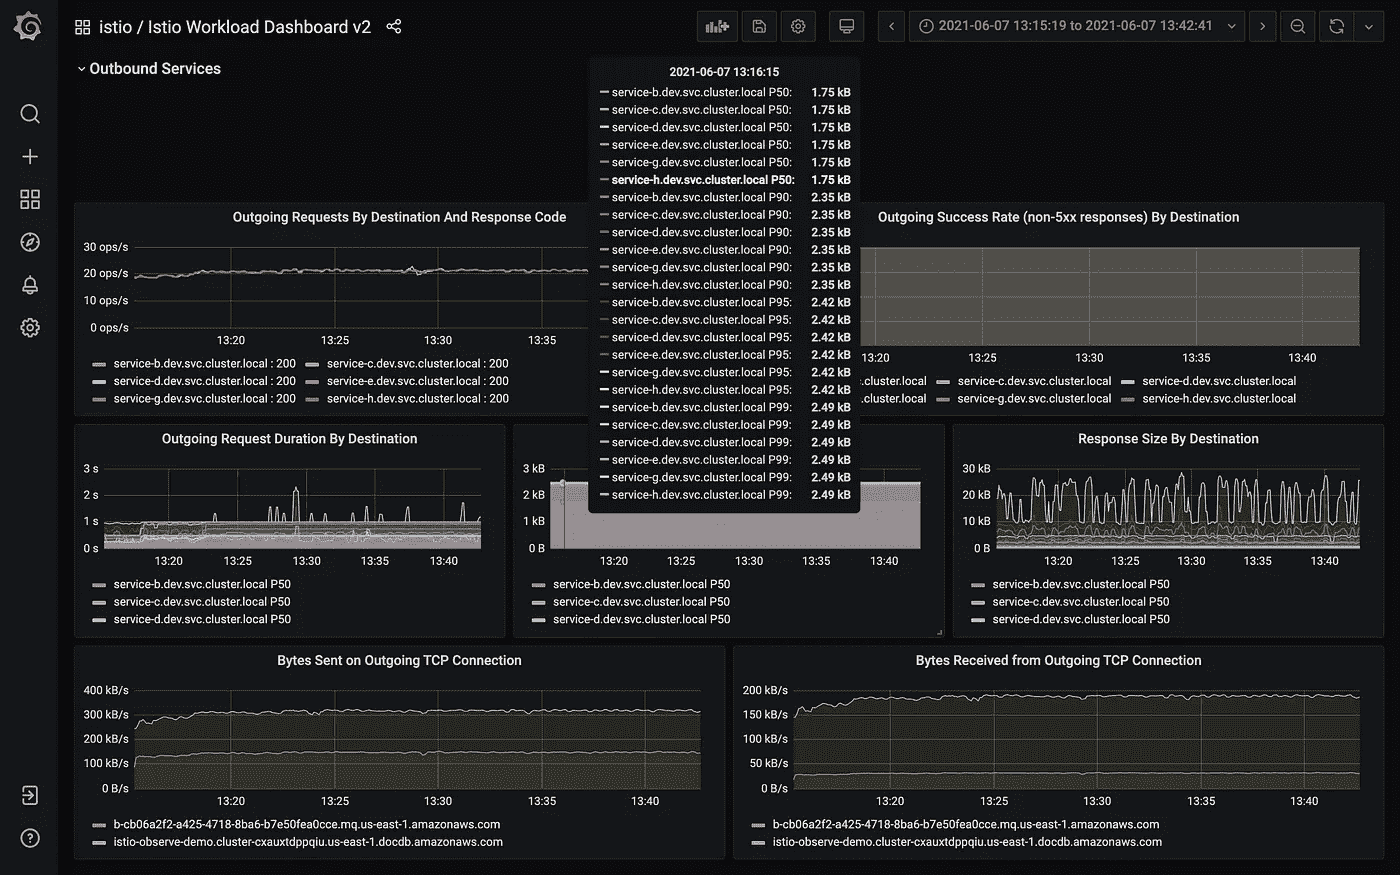 istio / Istio Workload Dashboard v2
2021-06-07 13:15:19 to 2021-06-07 13:42:41
Outbound Services
2021-06-07 13:16:15
service-b.dev.svc.cluster.local P50: 1.75 kB
service-c.dev.svc.cluster.local P50: 1.75 kB
service-d.dev.svc.cluster.local P50: 1.75 kB
service-e.dev.svc.cluster.local P50: 1.75 kB
service-g.dev.svc.cluster.local P50: 1.75 kB
service-h.dev.svc.cluster.local P50: 1.75 kB
service-b.dev.svc.cluster.local P90: 2.35 kB
service-c.dev.svc.cluster.local P90: 2.35 kB
service-d.dev.svc.cluster.local P90: 2.35 kB
service-e.dev.svc.cluster.local P90: 2.35 kB
service-g.dev.svc.cluster.local P90: 2.35 kB
service-h.dev.svc.cluster.local P90: 2.35 kB
service-b.dev.svc.cluster.local P95: 2.42 kB
service-c.dev.svc.cluster.local P95: 2.42 kB
service-d.dev.svc.cluster.local P95: 2.42 kB
service-e.dev.svc.cluster.local P95: 2.42 kB
service-g.dev.svc.cluster.local P95: 2.42 kB
service-h.dev.svc.cluster.local P95: 2.42 kB
service-b.dev.svc.cluster.local P99: 2.49 kB
service-c.dev.svc.cluster.local P99: 2.49 kB
service-d.dev.svc.cluster.local P99: 2.49 kB
service-e.dev.svc.cluster.local P99: 2.49 kB
service-g.dev.svc.cluster.local P99: 2.49 kB
service-h.dev.svc.cluster.local P99: 2.49 kB
Outgoing Requests By Destination And Response Code
30 ops/s
20 ops/s
10 ops/s
0 ops/s
13:20 13:25 13:30 13:35
service-b.dev.svc.cluster.local : 200 service-c.dev.svc.cluster.local : 200
service-d.dev.svc.cluster.local : 200 service-e.dev.svc.cluster.local : 200
service-g.dev.svc.cluster.local : 200 service-h.dev.svc.cluster.local : 200
Outgoing Success Rate (non-5xx responses) By Destination
13:20 13:25 13:30 13:35 13:40
.cluster.local service-c.dev.svc.cluster.local service-d.dev.svc.cluster.local
.cluster.local service-g.dev.svc.cluster.local service-h.dev.svc.cluster.local
Outgoing Request Duration By Destination
3 s
2 s
1 s
0 s
13:20 13:25 13:30 13:35 13:40
service-b.dev.svc.cluster.local P50
service-c.dev.svc.cluster.local P50
service-d.dev.svc.cluster.local P50
3 kB
2 kB
1 kB
0 B
13:20 13:25 13:30 13:35 13:40
service-b.dev.svc.cluster.local P50
service-c.dev.svc.cluster.local P50
service-d.dev.svc.cluster.local P50
Response Size By Destination
30 kB
20 kB
10 kB
0 B
13:20 13:25 13:30 13:35 13:40
service-b.dev.svc.cluster.local P50
service-c.dev.svc.cluster.local P50
service-d.dev.svc.cluster.local P50
Bytes Sent on Outgoing TCP Connection
400 kB/s
300 kB/s
200 kB/s
100 kB/s
0 B/s
13:20 13:25 13:30 13:35 13:40
b-cb06a2f2-a425-4718-8ba6-b7e50fea0cce.mq.us-east-1.amazonaws.com
istio-observe-demo.cluster-cxauxtdppqiu.us-east-1.docdb.amazonaws.com
Bytes Received from Outgoing TCP Connection
200 kB/s
150 kB/s
100 kB/s
50 kB/s
0 B/s
13:20 13:25 13:30 13:35 13:40
b-cb06a2f2-a425-4718-8ba6-b7e50fea0cce.mq.us-east-1.amazonaws.com
istio-observe-demo.cluster-cxauxtdppqiu.us-east-1.docdb.amazonaws.com